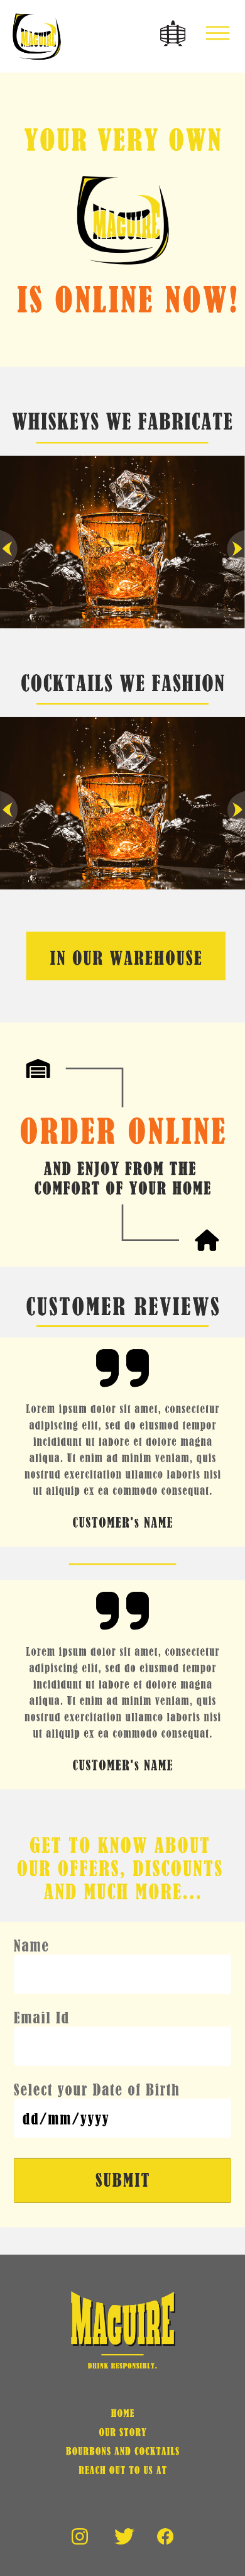 MAGUIRE
YOUR VERY OWN
MAGUIRE
IS ONLINE NOW!
WHISKEYS WE FABRICATE
COCKTAILS WE FASHION
IN OUR WAREHOUSE
ORDER ONLINE
AND ENJOY FROM THE
COMFORT OF YOUR HOME
CUSTOMER REVIEWS
Lorem ipsum dolor sit amet, consectetur
adipiscing elit, sed do eiusmod tempor
incididunt ut labore et dolore magna
aliqua. Ut enim ad minim veniam, quis
nostrud exercitation ullamco laboris nisi
ut aliquip ex ea commodo consequat.
CUSTOMER's NAME
Lorem ipsum dolor sit amet, consectetur
adipiscing elit, sed do eiusmod tempor
incididunt ut labore et dolore magna
aliqua. Ut enim ad minim veniam, quis
nostrud exercitation ullamco laboris nisi
ut aliquip ex ea commodo consequat.
CUSTOMER's NAME
GET TO KNOW ABOUT
OUR OFFERS, DISCOUNTS
AND MUCH MORE...
Name
Email Id
Select your Date of Birth
dd/mm/yyyy
SUBMIT
MAGUIRE
DRINK RESPONSIBLY.
HOME
OUR STORY
BOURBONS AND COCKTAILS
REACH OUT TO US AT